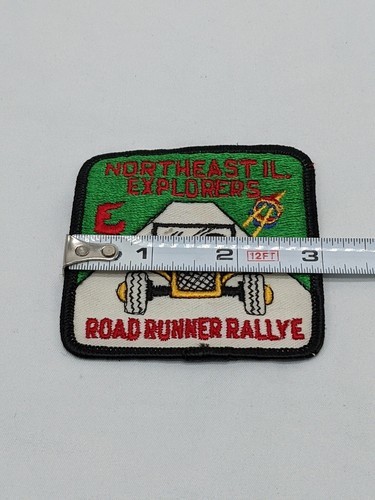 NORTHEAST IL.
EXPLORERS
E
1 2 12FT 3
ROAD RUNNER RALLYE